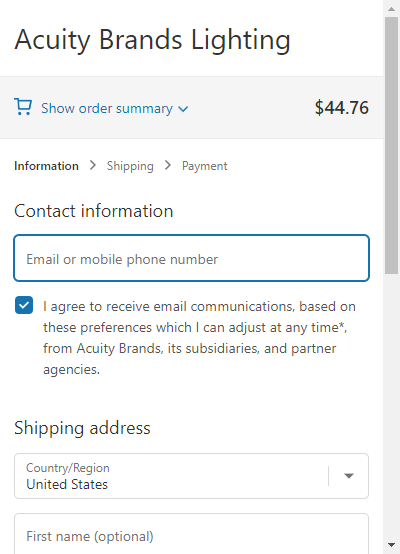 Acuity Brands Lighting
Show order summary
$44.76
Information
Shipping
Payment
Contact information
Email or mobile phone number
I agree to receive email communications, based on
these preferences which I can adjust at any time*,
from Acuity Brands, its subsidiaries, and partner
agencies.
Shipping address
Country/Region
United States
First name (optional)